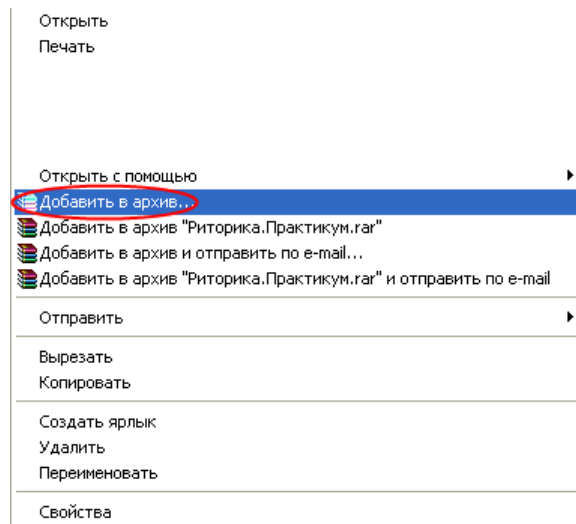 Открыть
Печать
Открыть с помощью
Добавить в архив...
Добавить в архив "Риторика.Практикум.rar"
Добавить в архив и отправить по e-mail...
Добавить в архив "Риторика.Практикум.rar" и отправить по e-mail
Отправить
Вырезать
Копировать
Создать ярлык
Удалить
Переименовать
Свойства